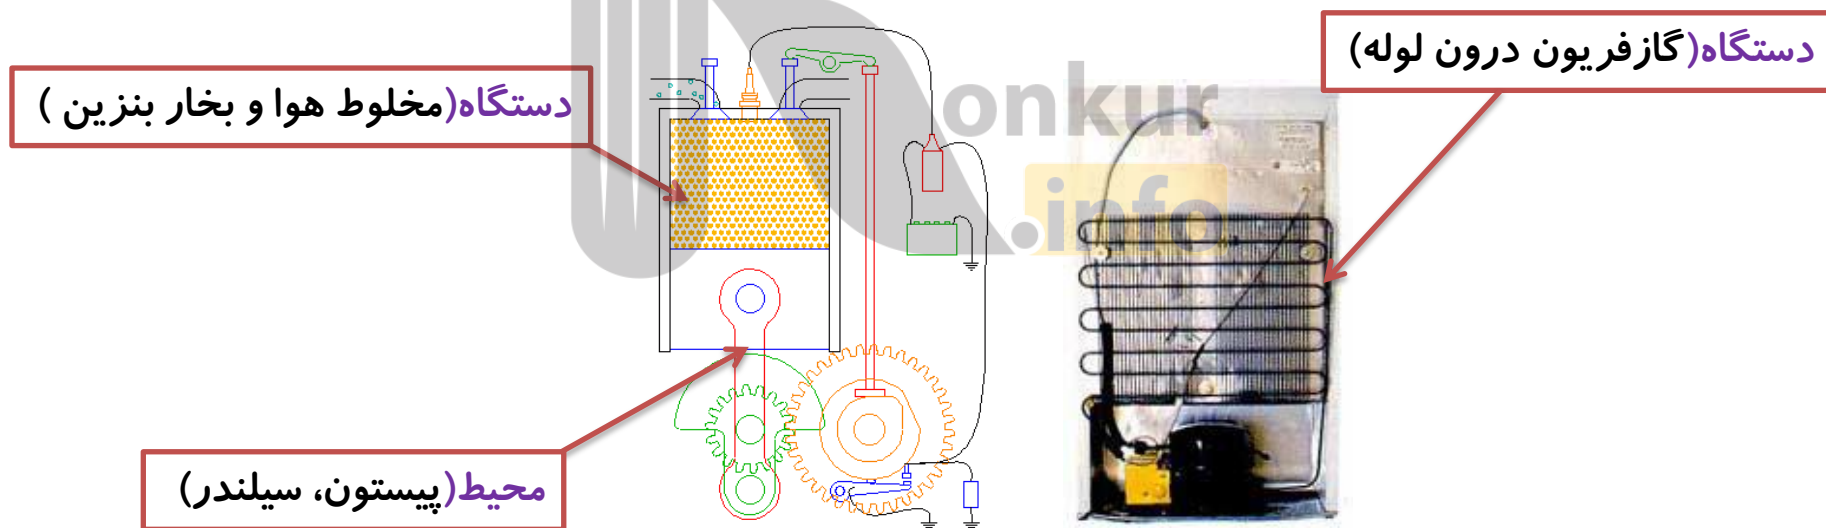 دستگاه(گازفریون درون لوله)
دستگاه(مخلوط هوا و بخار بنزین )
محیط(پیستون، سیلندر)
onkur
.info